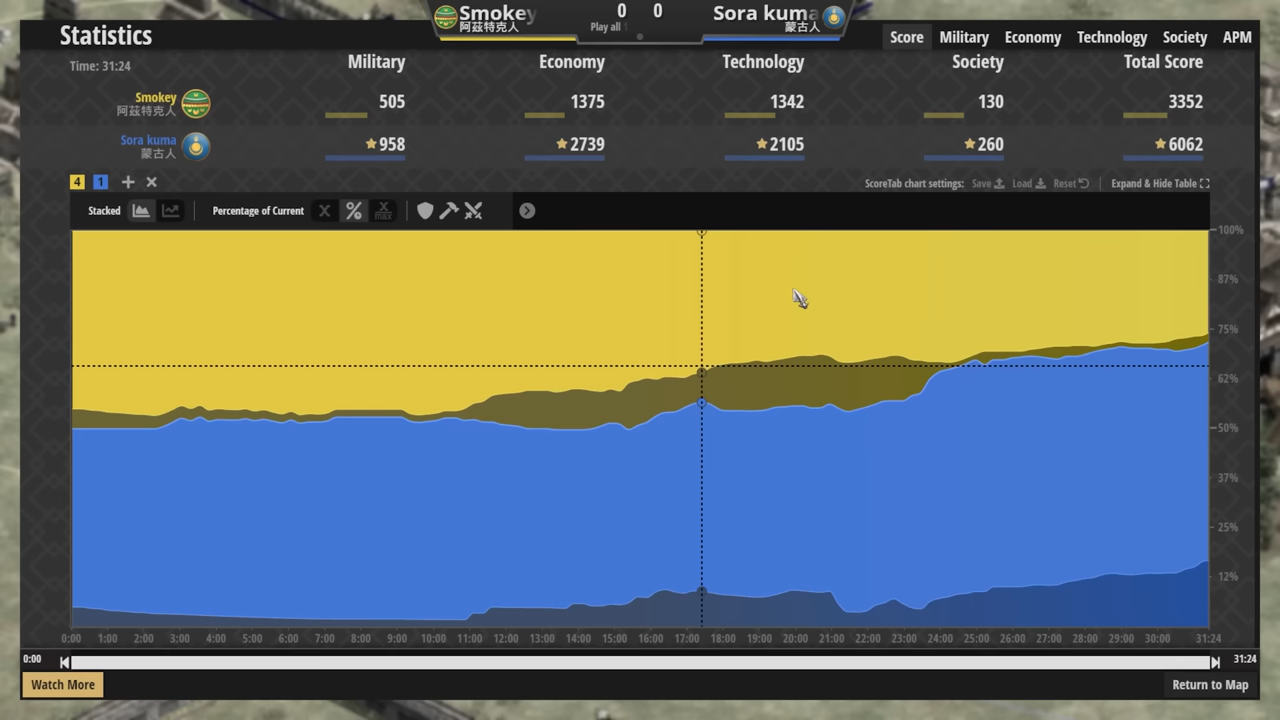 Smokey
阿茲特克人
0 0
Play all
Sora kuma
蒙古人
Statistics
Score Military Economy Technology Society APM
Time: 31:24
Military Economy Technology Society Total Score
Smokey
阿茲特克人
505 1375 1342 130 3352
Sora kuma
蒙古人
958 2739 2105 260 6062
4 1
ScoreTab chart settings: Save Load Reset Expand & Hide Table
Stacked Percentage of Current X % X max
100%
87%
75%
62%
50%
37%
25%
12%
0:00 1:00 2:00 3:00 4:00 5:00 6:00 7:00 8:00 9:00 10:00 11:00 12:00 13:00 14:00 15:00 16:00 17:00 18:00 19:00 20:00 21:00 22:00 23:00 24:00 25:00 26:00 27:00 28:00 29:00 30:00 31:24
0:00 31:24
Watch More Return to Map